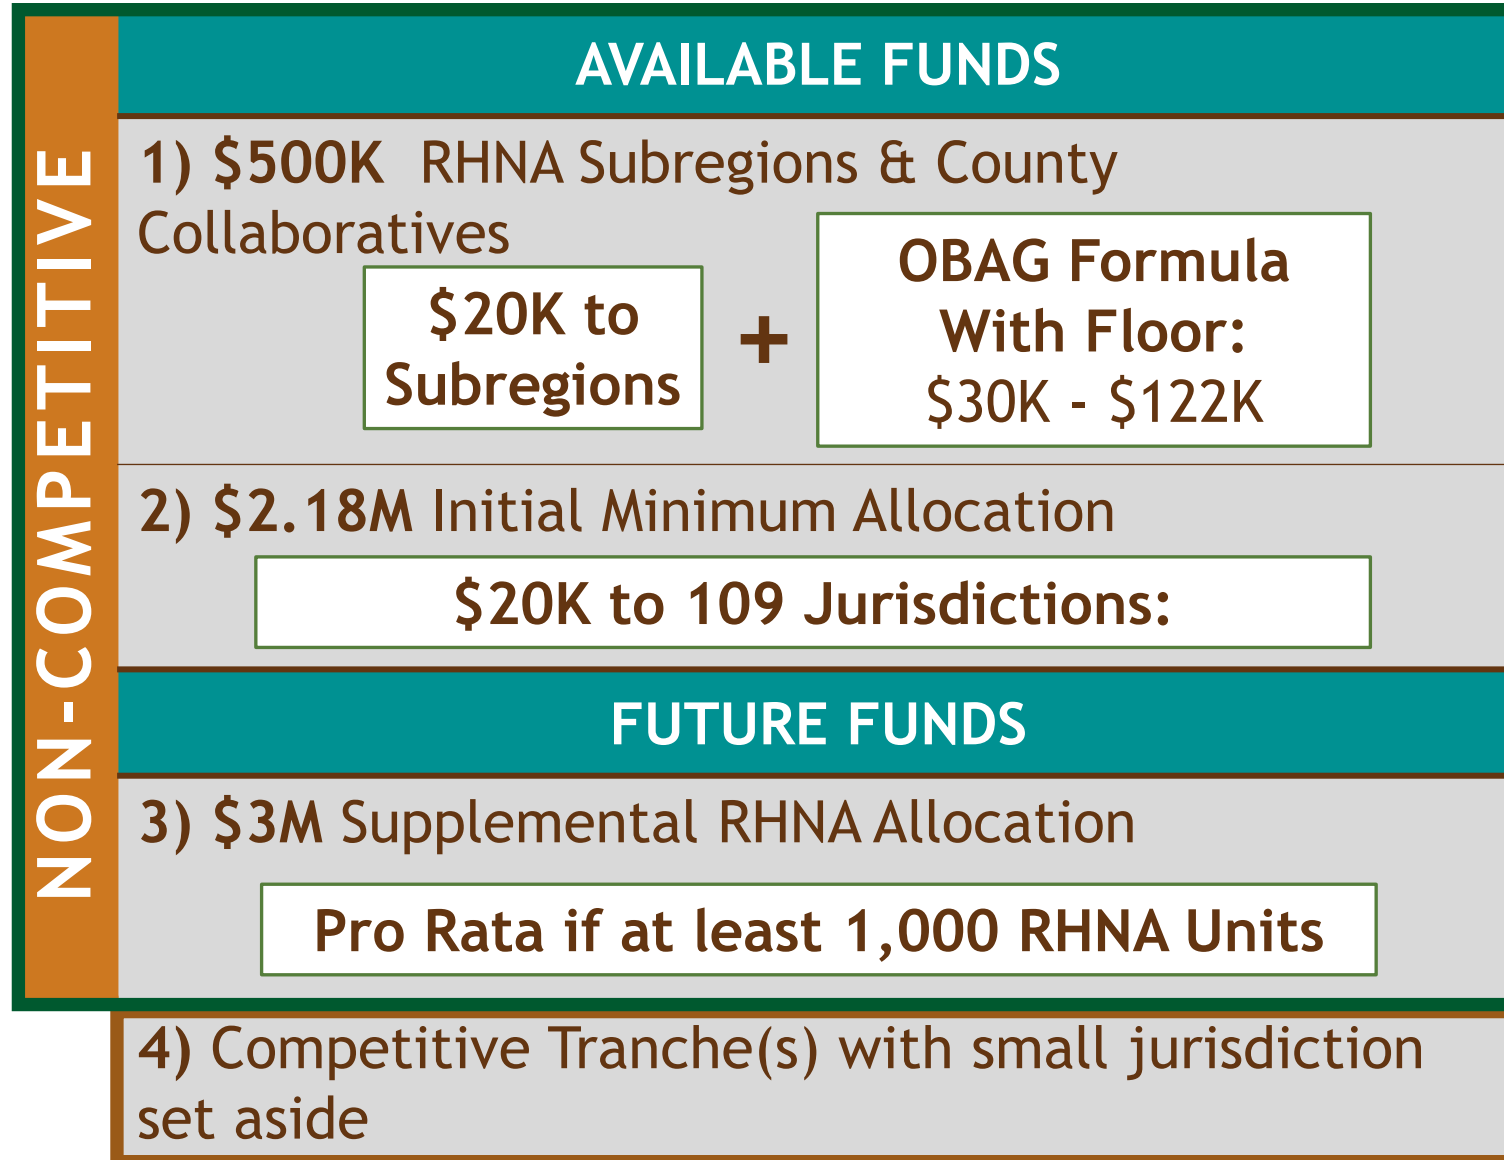 NON-COMPETITIVE
AVAILABLE FUNDS
1) $500K RHNA Subregions & County
Collaboratives
$20K to
Subregions
+
OBAG Formula
With Floor:
$30K - $122K
2) $2.18M Initial Minimum Allocation
$20K to 109 Jurisdictions:
FUTURE FUNDS
3) $3M Supplemental RHNA Allocation
Pro Rata if at least 1,000 RHNA Units
4) Competitive Tranche(s) with small jurisdiction
set aside